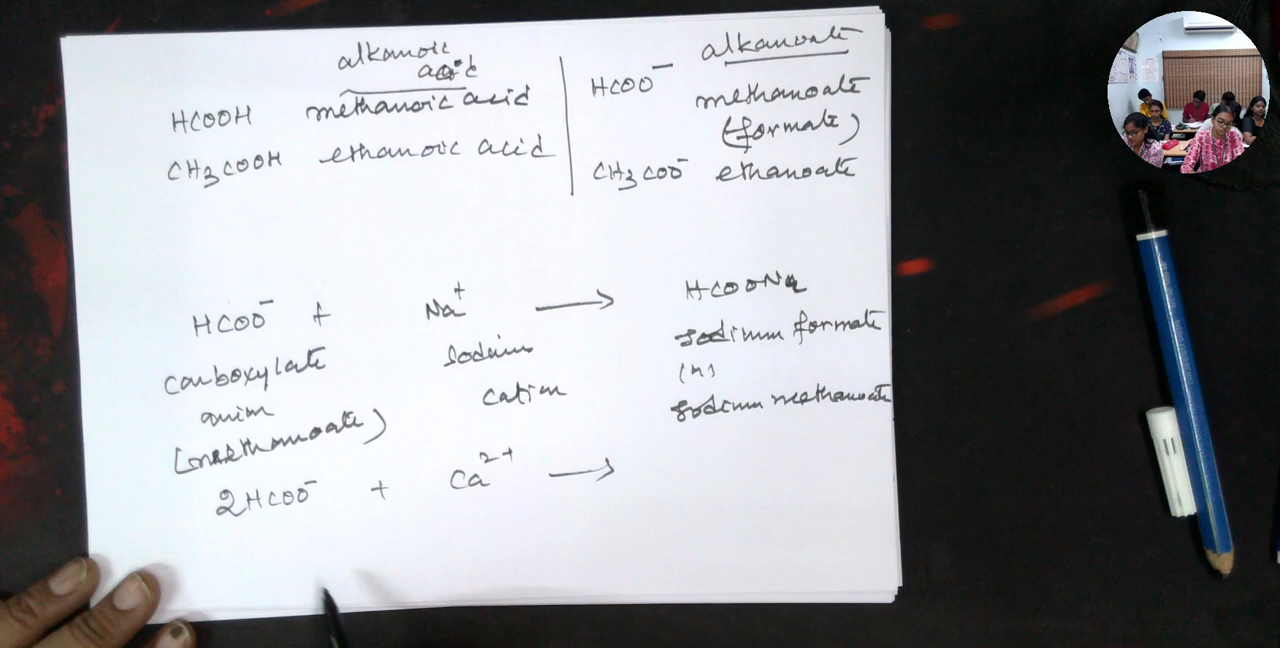 alkanoic
acid
HCOOH methanoic acid
CH₃COOH ethanoic acid
alkanoate
HCOO⁻ methanoate
(formate)
CH₃COO⁻ ethanoate
HCOO⁻ + Na⁺ → HCOONa
carboxylate sodium sodium formate
anion cation (or)
(methanoate) sodium methanoate
2HCOO⁻ + Ca²⁺ →